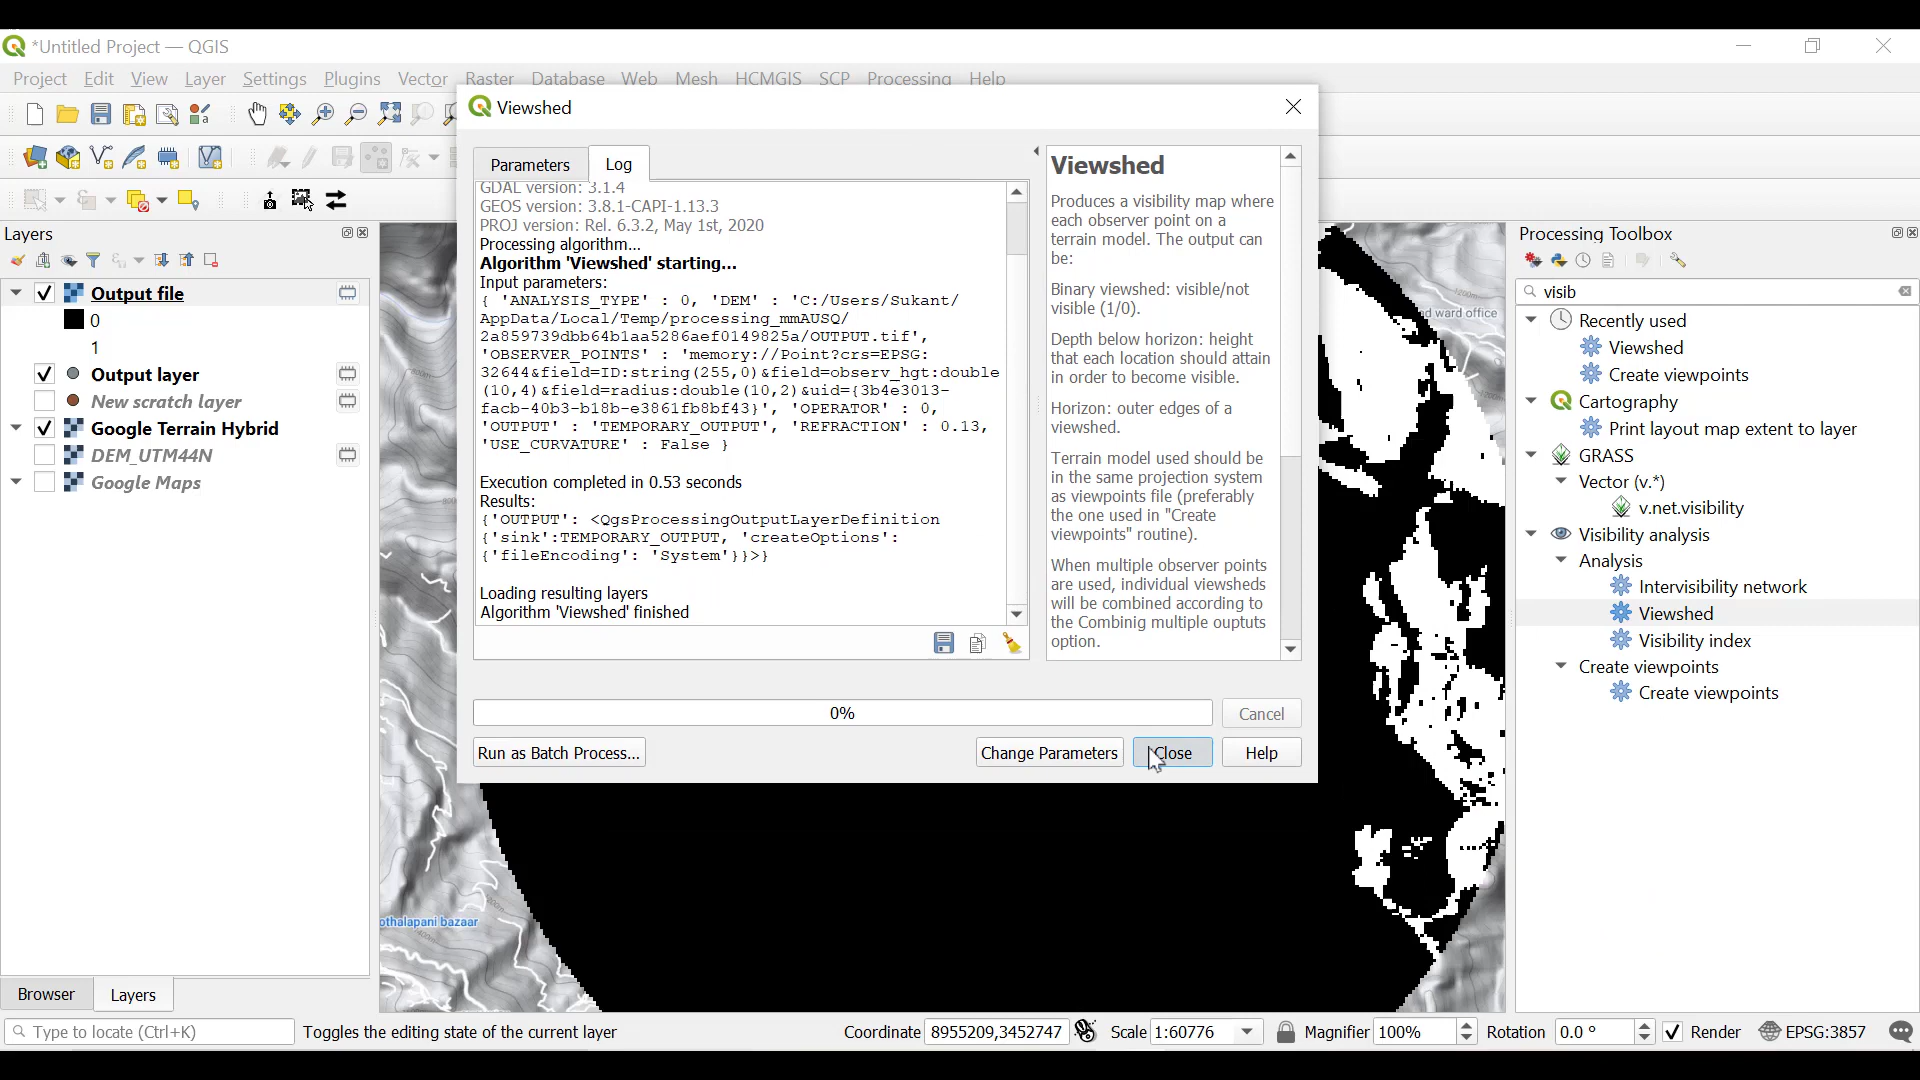 *Untitled Project — QGIS
Project Edit View Layer Settings Plugins Vector Raster Database Web Mesh HCMGIS SCP Processing Help
Viewshed
Parameters
Log
GDAL version: 3.1.4
GEOS version: 3.8.1-CAPI-1.13.3
PROJ version: Rel. 6.3.2, May 1st, 2020
Processing algorithm...
Algorithm 'Viewshed' starting...
Input parameters:
{ 'ANALYSIS_TYPE' : 0, 'DEM' : 'C:/Users/Sukant/
AppData/Local/Temp/processing_mmAUSQ/
2a859739dbb64b1aa5286aef0149825a/OUTPUT.tif',
'OBSERVER_POINTS' : 'memory://Point?crs=EPSG:
32644&field=ID:string(255,0)&field=observ_hgt:double
(10,4)&field=radius:double(10,2)&uid={3b4e3013-
facb-40b3-b18b-e3861fb8bf43}', 'OPERATOR' : 0,
'OUTPUT' : 'TEMPORARY_OUTPUT', 'REFRACTION' : 0.13,
'USE_CURVATURE' : False }
Execution completed in 0.53 seconds
Results:
{'OUTPUT': <QgsProcessingOutputLayerDefinition
{'sink':TEMPORARY_OUTPUT, 'createOptions':
{'fileEncoding': 'System'}}>}
Loading resulting layers
Algorithm 'Viewshed' finished
Viewshed
Produces a visibility map where
each observer point on a
terrain model. The output can
be:
Binary viewshed: visible/not
visible (1/0).
Depth below horizon: height
that each location should attain
in order to become visible.
Horizon: outer edges of a
viewshed.
Terrain model used should be
in the same projection system
as viewpoints file (preferably
the one used in "Create
viewpoints" routine).
When multiple observer points
are used, individual viewsheds
will be combined according to
the Combinig multiple ouptuts
option.
0%
Cancel
Run as Batch Process...
Change Parameters
Close
Help
Layers
Output file
0
1
Output layer
New scratch layer
Google Terrain Hybrid
DEM_UTM44N
Google Maps
Browser
Layers
nd ward office
othalapani bazaar
Processing Toolbox
visib
Recently used
Viewshed
Create viewpoints
Cartography
Print layout map extent to layer
GRASS
Vector (v.*)
v.net.visibility
Visibility analysis
Analysis
Intervisibility network
Viewshed
Visibility index
Create viewpoints
Create viewpoints
Type to locate (Ctrl+K)
Toggles the editing state of the current layer
Coordinate 8955209,3452747
Scale 1:60776
Magnifier 100%
Rotation 0.0 °
Render
EPSG:3857